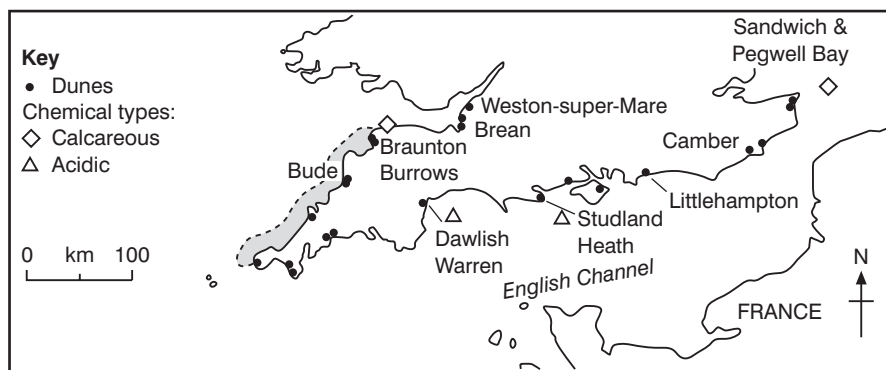 Key
Dunes
Chemical types:
Calcareous
Acidic
Sandwich &
Pegwell Bay
Weston-super-Mare
Brean
Camber
Bude
Braunton
Burrows
Littlehampton
Studland
Heath
Dawlish
Warren
0 km 100
English Channel
N
FRANCE